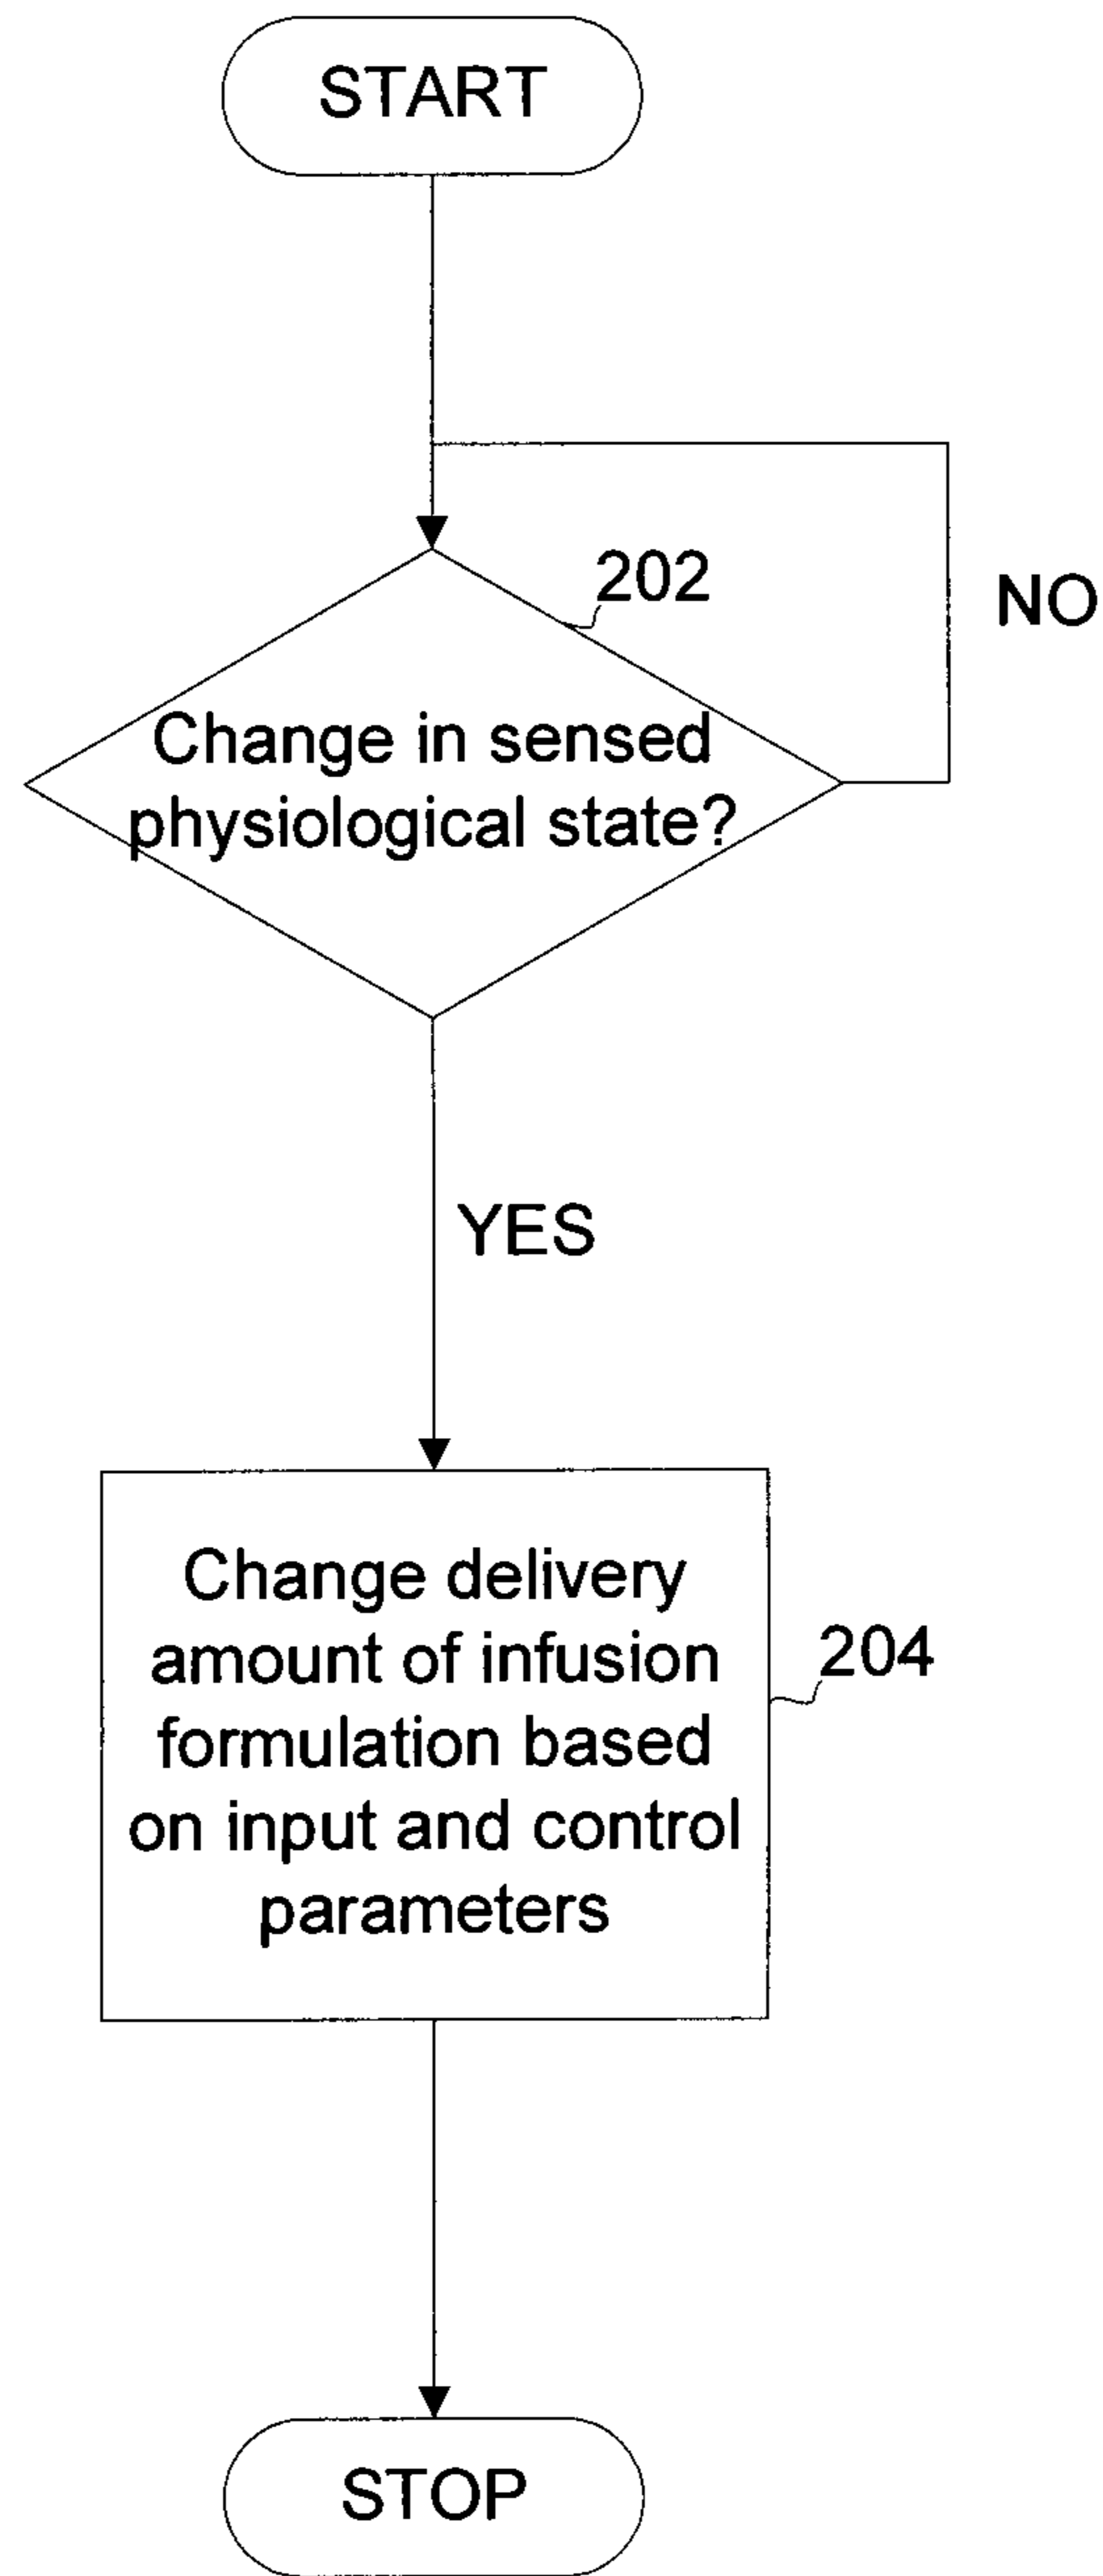 START
202
NO
Change in sensed
physiological state?
YES
Change delivery
amount of infusion
formulation based
on input and control
parameters
204
STOP